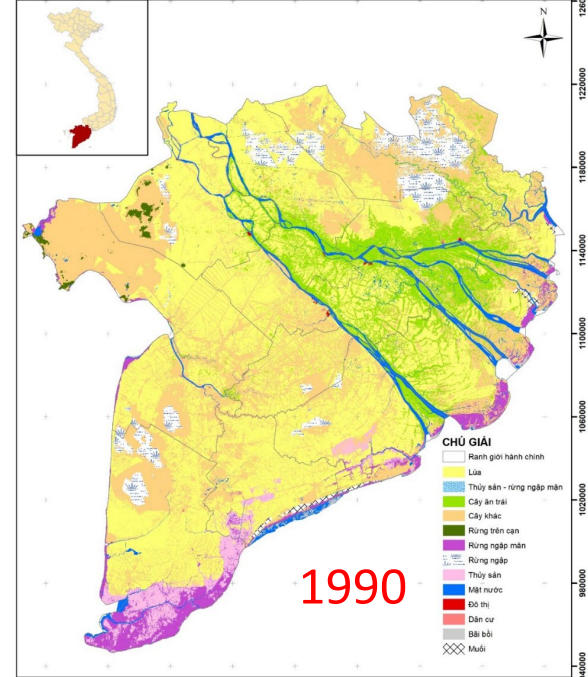 N
1220000
1180000
1140000
1100000
1060000
1020000
980000
CHÚ GIẢI
Ranh giới hành chính
Lúa
Thủy sản - rừng ngập mặn
Cây ăn trái
Cây khác
Rừng trên cạn
Rừng ngập mặn
Rừng ngập
Thủy sản
Mặt nước
Đô thị
Dân cư
Bãi bồi
Muối
1990